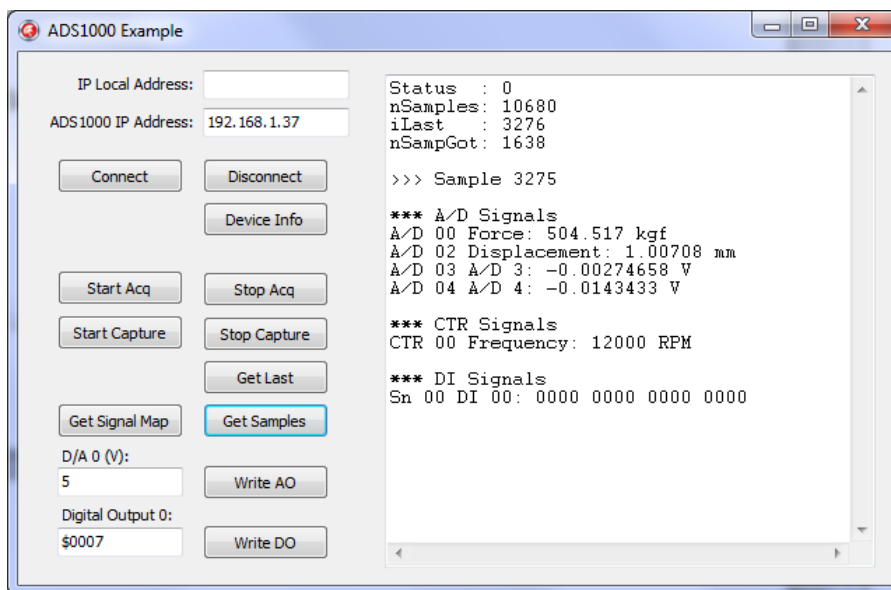 ADS1000 Example
IP Local Address:
ADS1000 IP Address: 192.168.1.37
Connect Disconnect
Device Info
Start Acq Stop Acq
Start Capture Stop Capture
Get Last
Get Signal Map Get Samples
D/A 0 (V):
5 Write AO
Digital Output 0:
$0007 Write DO
Status : 0
nSamples: 10680
iLast : 3276
nSampGot: 1638
>>> Sample 3275
*** A/D Signals
A/D 00 Force: 504.517 kgf
A/D 02 Displacement: 1.00708 mm
A/D 03 A/D 3: -0.00274658 V
A/D 04 A/D 4: -0.0143433 V
*** CTR Signals
CTR 00 Frequency: 12000 RPM
*** DI Signals
Sn 00 DI 00: 0000 0000 0000 0000